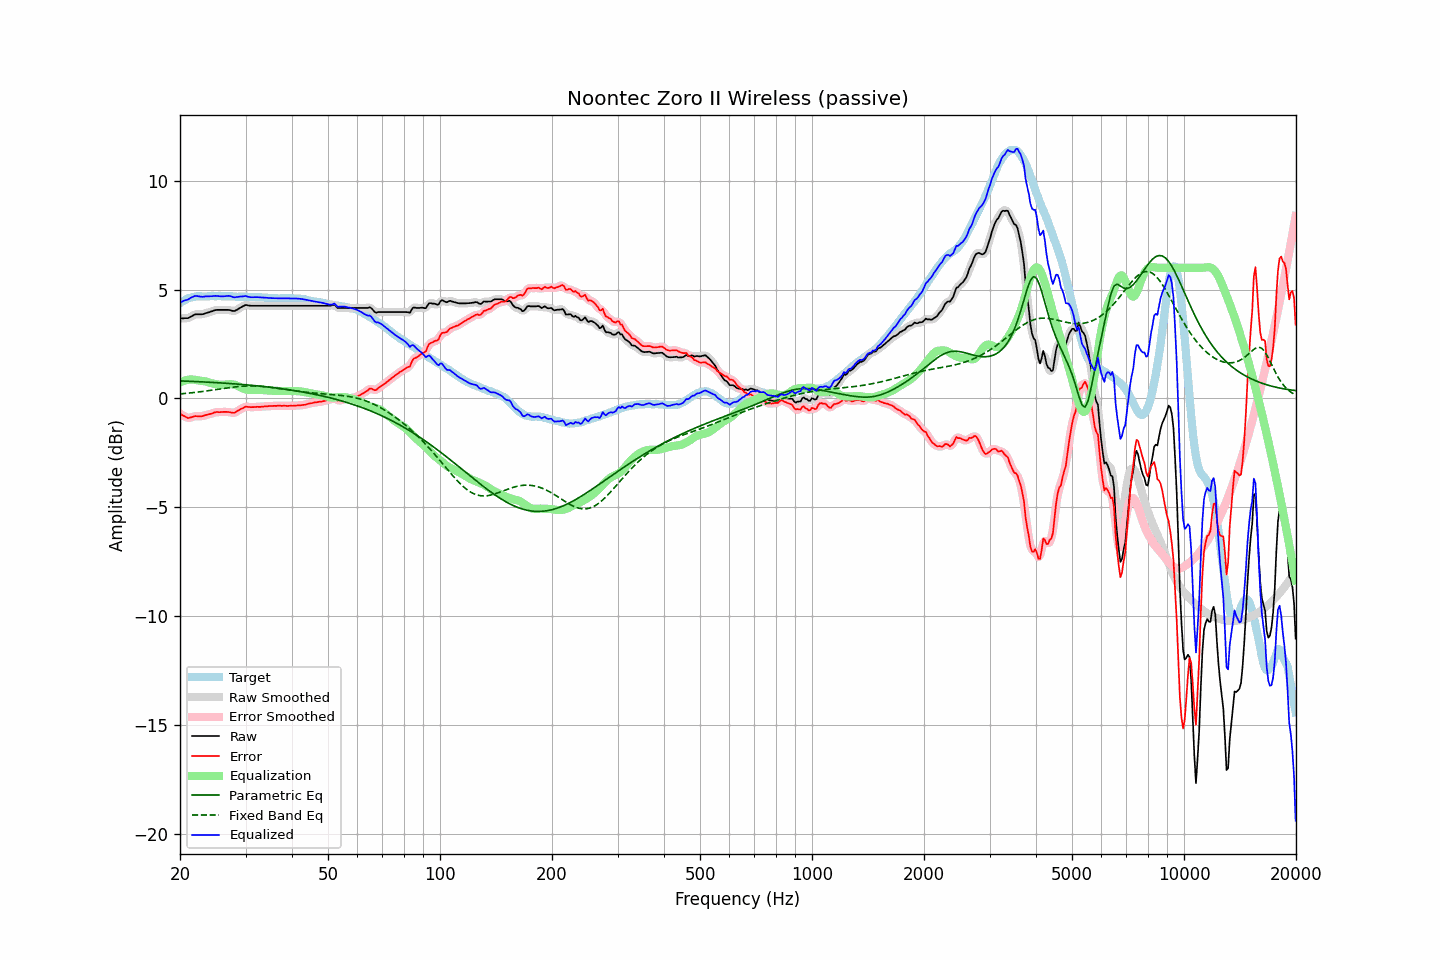 Noontec Zoro II Wireless (passive)
Amplitude (dBr)
10
5
0
−5
−10
−15
−20
Target
Raw Smoothed
Error Smoothed
Raw
Error
Equalization
Parametric Eq
Fixed Band Eq
Equalized
20 50 100 200 500 1000 2000 5000 10000 20000
Frequency (Hz)